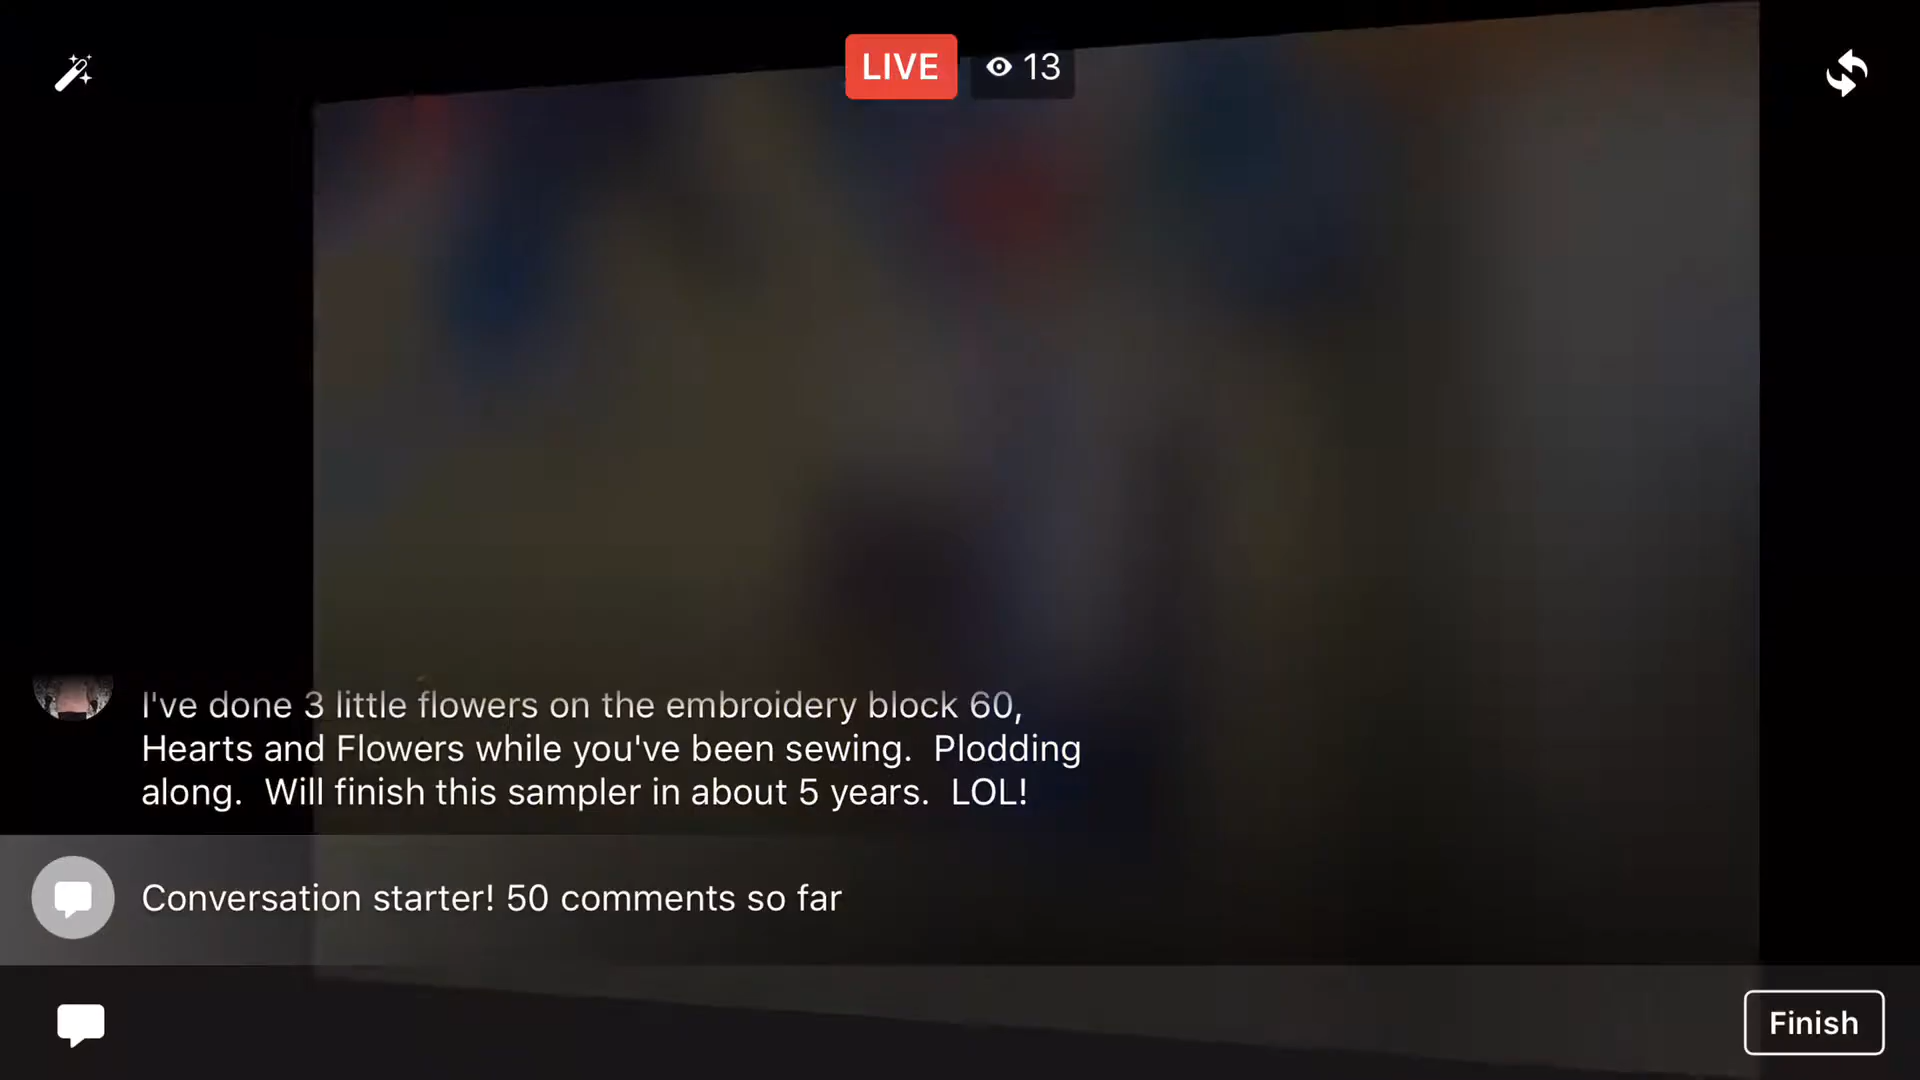 LIVE 13
I've done 3 little flowers on the embroidery block 60,
Hearts and Flowers while you've been sewing.  Plodding
along.  Will finish this sampler in about 5 years.  LOL!
Conversation starter! 50 comments so far
Finish